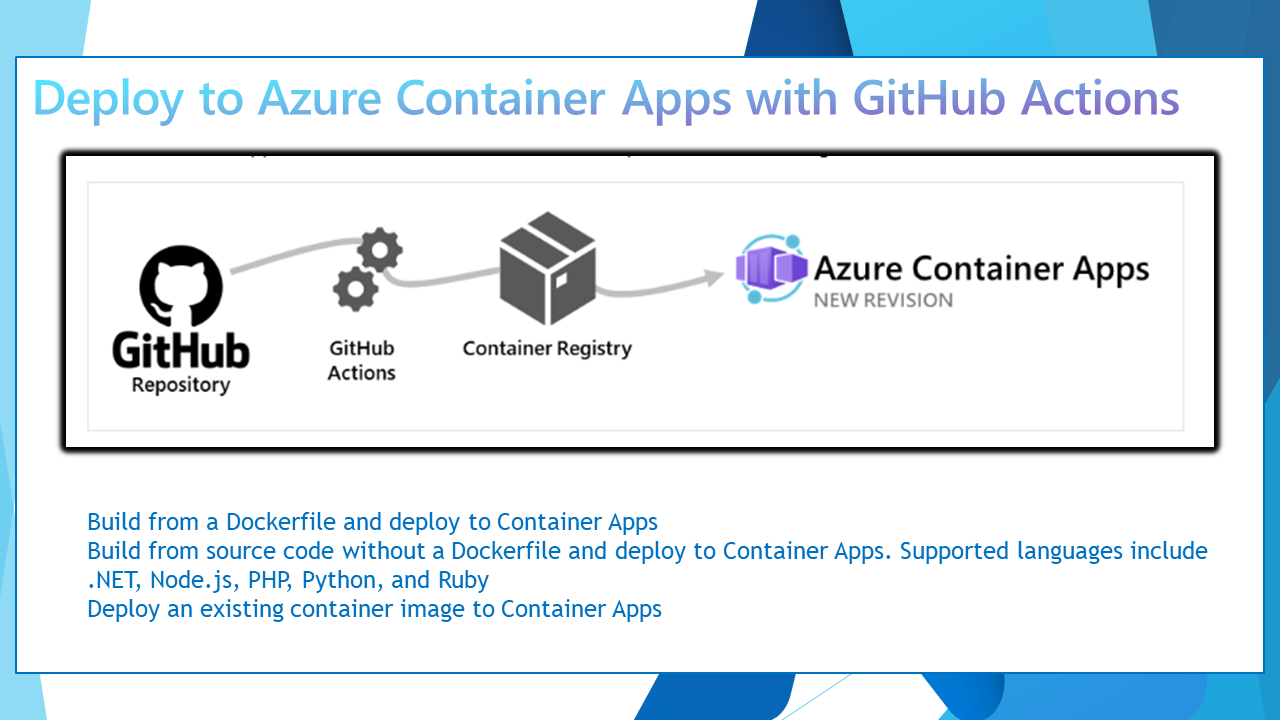 Deploy to Azure Container Apps with GitHub Actions
GitHub
Repository
GitHub
Actions
Container Registry
Azure Container Apps
NEW REVISION
Build from a Dockerfile and deploy to Container Apps
Build from source code without a Dockerfile and deploy to Container Apps. Supported languages include
.NET, Node.js, PHP, Python, and Ruby
Deploy an existing container image to Container Apps